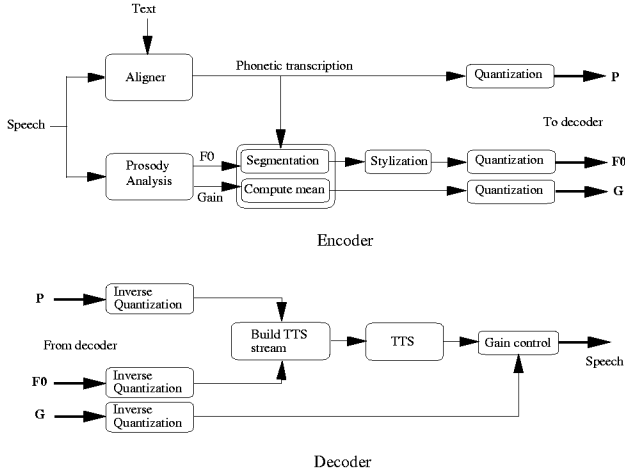 Text
Aligner
Phonetic transcription
Quantization
P
Speech
To decoder
Prosody
Analysis
F0
Segmentation
Stylization
Quantization
F0
Gain
Compute mean
Quantization
G
Encoder
P
Inverse
Quantization
From decoder
Build TTS
stream
TTS
Gain control
Speech
F0
Inverse
Quantization
G
Inverse
Quantization
Decoder